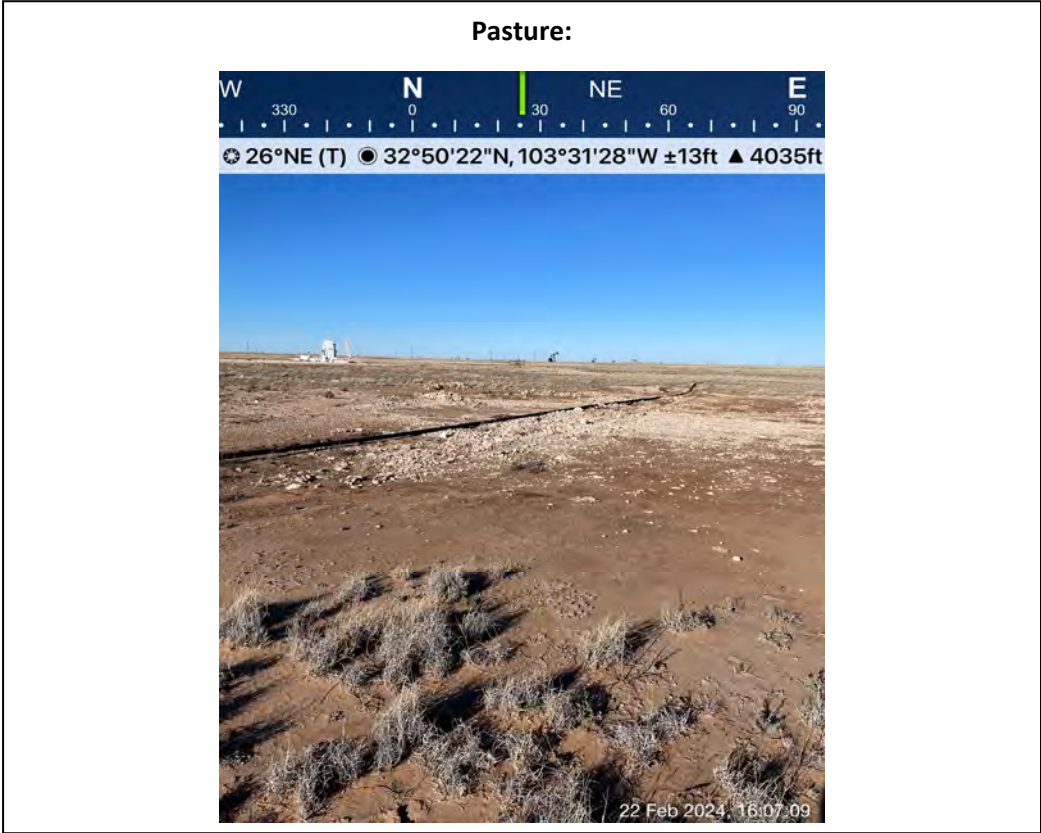 Pasture:
W N NE E
330 0 30 60 90
26°NE (T) 32°50'22"N, 103°31'28"W ±13ft ▲ 4035ft
22 Feb 2024, 16:07:09